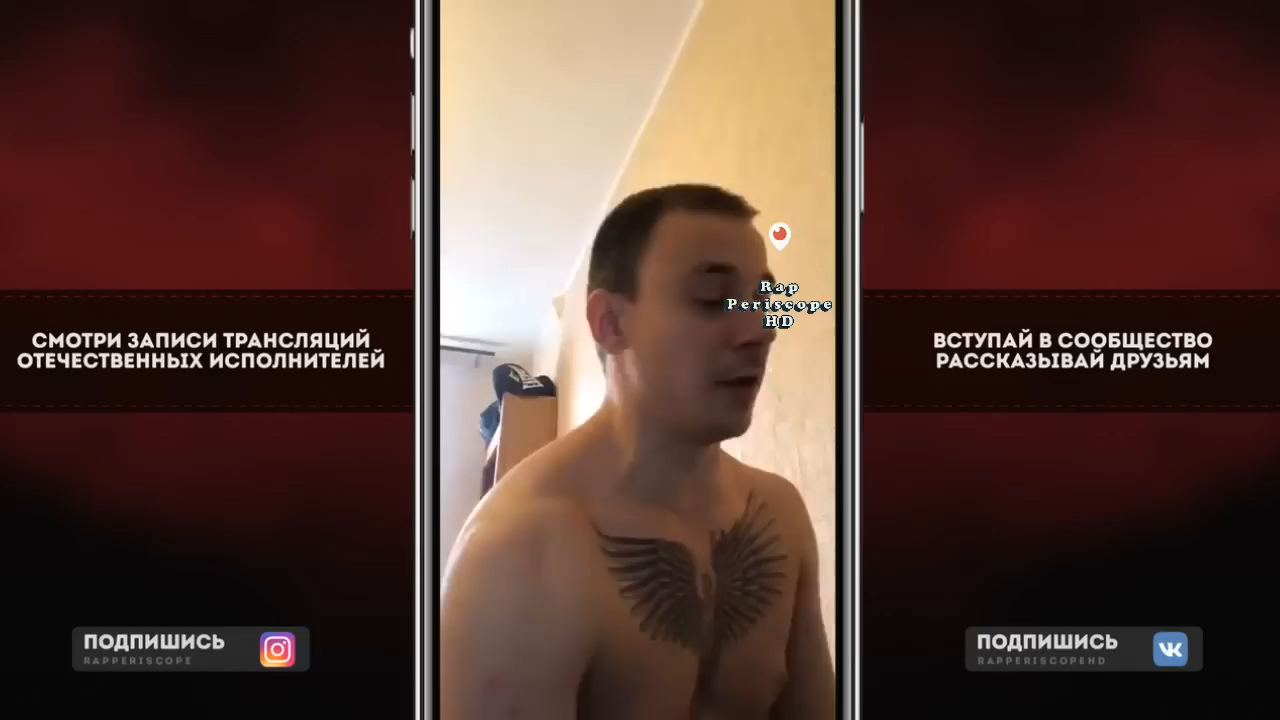 СМОТРИ ЗАПИСИ ТРАНСЛЯЦИЙ
ОТЕЧЕСТВЕННЫХ ИСПОЛНИТЕЛЕЙ
ПОДПИШИСЬ
RAPPERISCOPE
Rap
Periscope
HD
ВСТУПАЙ В СООБЩЕСТВО
РАССКАЗЫВАЙ ДРУЗЬЯМ
ПОДПИШИСЬ
RAPPERISCOPEHD